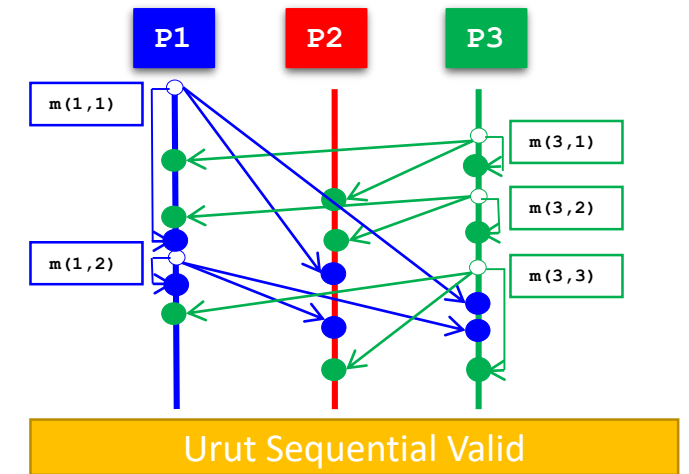 P1 P2 P3
m(1,1)
m(3,1)
m(3,2)
m(1,2)
m(3,3)
Urut Sequential Valid